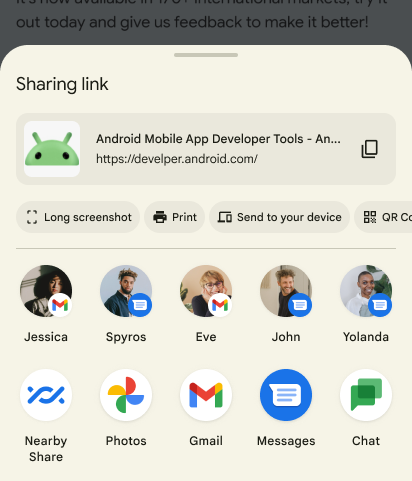 it's now available in 170+ international markets, try it
out today and give us feedback to make it better!
Sharing link
Android Mobile App Developer Tools - An...
https://develper.android.com/
Long screenshot
Print
Send to your device
QR Co
Jessica
Spyros
Eve
John
Yolanda
Nearby
Share
Photos
Gmail
Messages
Chat